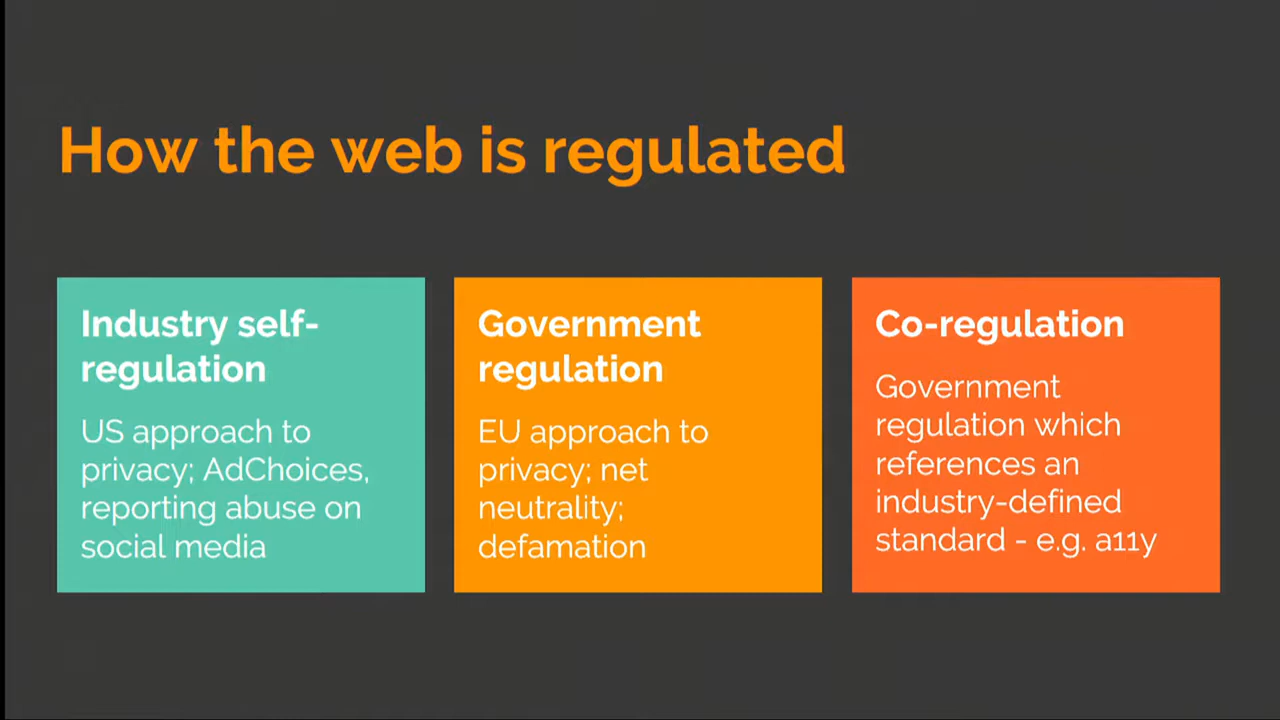 How the web is regulated
Industry self-
regulation
US approach to
privacy; AdChoices,
reporting abuse on
social media
Government
regulation
EU approach to
privacy; net
neutrality;
defamation
Co-regulation
Government
regulation which
references an
industry-defined
standard - e.g. a11y